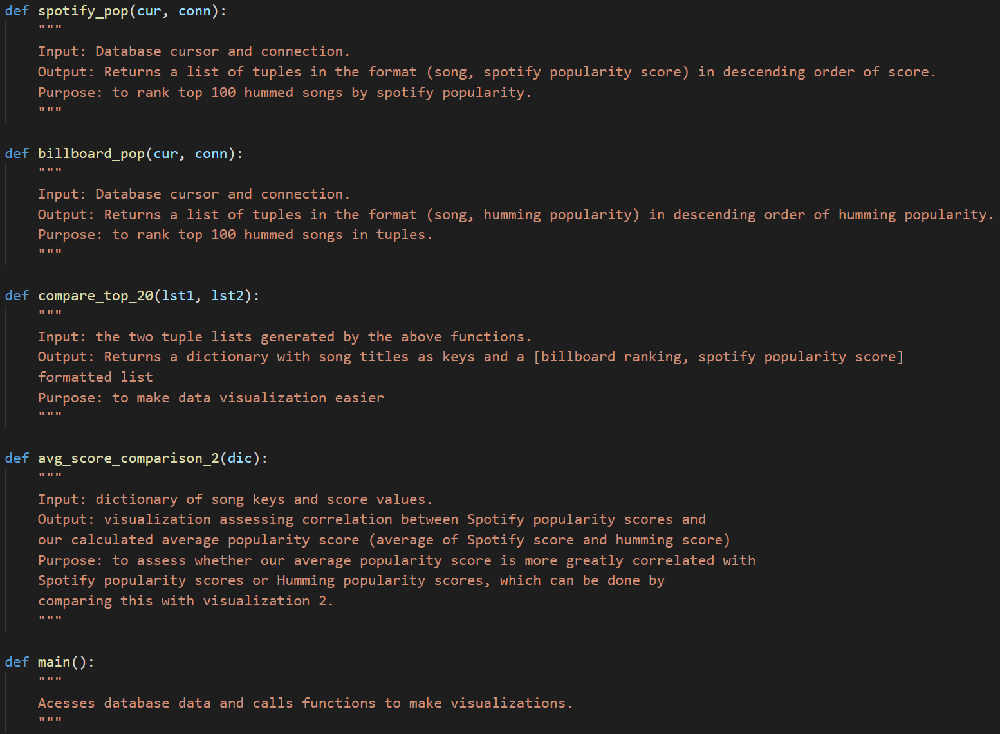 def spotify_pop(cur, conn):
"""
Input: Database cursor and connection.
Output: Returns a list of tuples in the format (song, spotify popularity score) in descending order of score.
Purpose: to rank top 100 hummed songs by spotify popularity.
"""
def billboard_pop(cur, conn):
"""
Input: Database cursor and connection.
Output: Returns a list of tuples in the format (song, humming popularity) in descending order of humming popularity.
Purpose: to rank top 100 hummed songs in tuples.
"""
def compare_top_20(lst1, lst2):
"""
Input: the two tuple lists generated by the above functions.
Output: Returns a dictionary with song titles as keys and a [billboard ranking, spotify popularity score]
formatted list
Purpose: to make data visualization easier
"""
def avg_score_comparison_2(dic):
"""
Input: dictionary of song keys and score values.
Output: visualization assessing correlation between Spotify popularity scores and
our calculated average popularity score (average of Spotify score and humming score)
Purpose: to assess whether our average popularity score is more greatly correlated with
Spotify popularity scores or Humming popularity scores, which can be done by
comparing this with visualization 2.
"""
def main():
"""
Acesses database data and calls functions to make visualizations.
"""